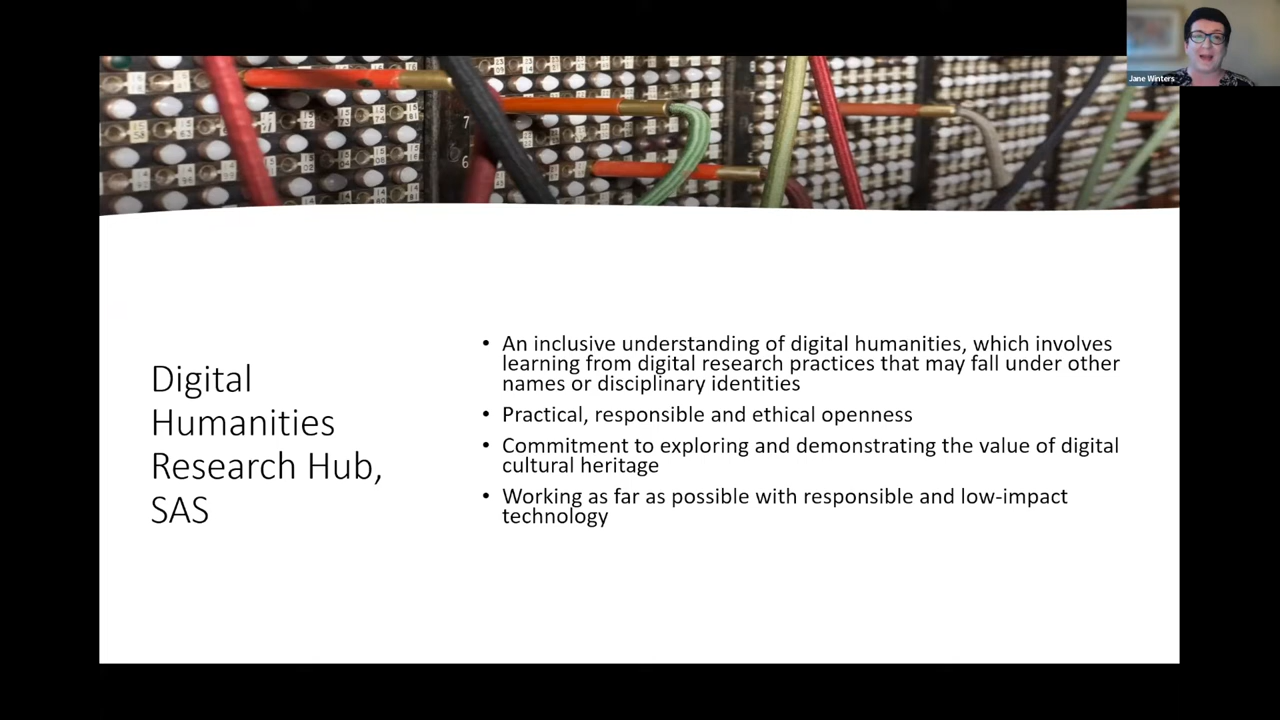 Jane Winters
7
6
Digital
Humanities
Research Hub,
SAS
• An inclusive understanding of digital humanities, which involves
learning from digital research practices that may fall under other
names or disciplinary identities
• Practical, responsible and ethical openness
• Commitment to exploring and demonstrating the value of digital
cultural heritage
• Working as far as possible with responsible and low-impact
technology